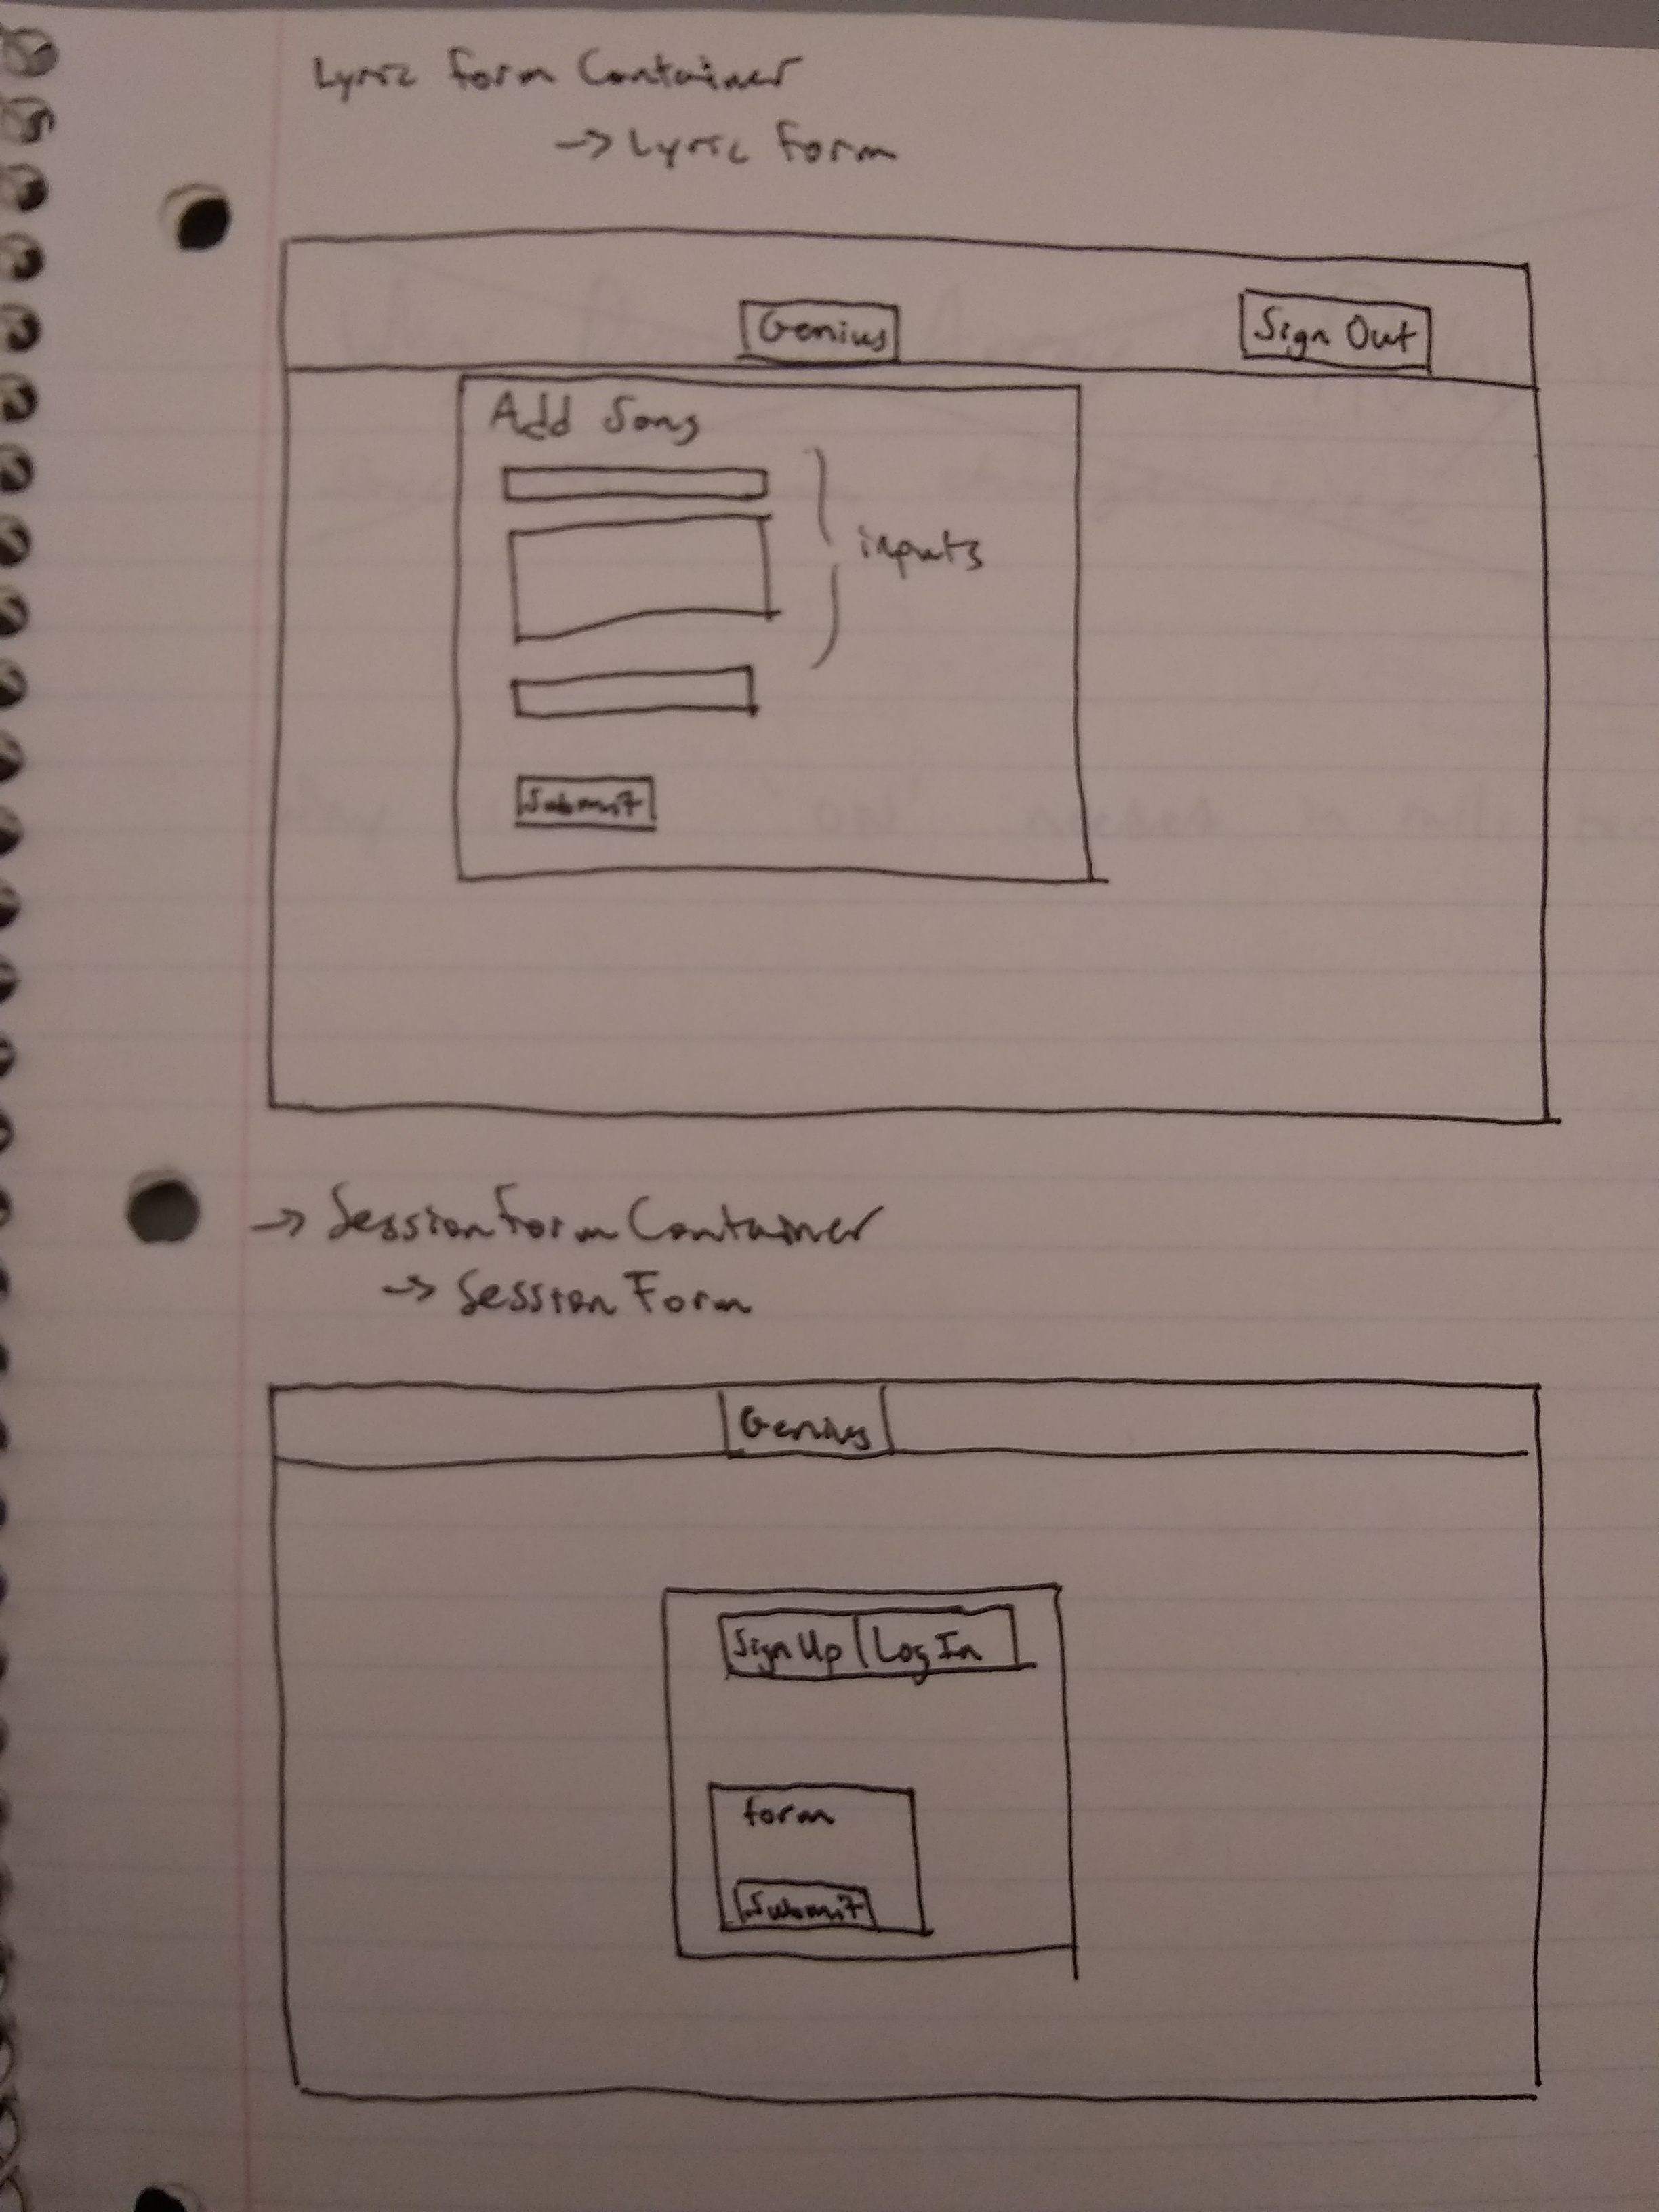 Lyric Form Container
→ Lyric Form
Genius
Sign Out
Add Song
inputs
Submit
→ SessionFormContainer
→ SessionForm
Genius
Sign Up
Log In
form
Submit